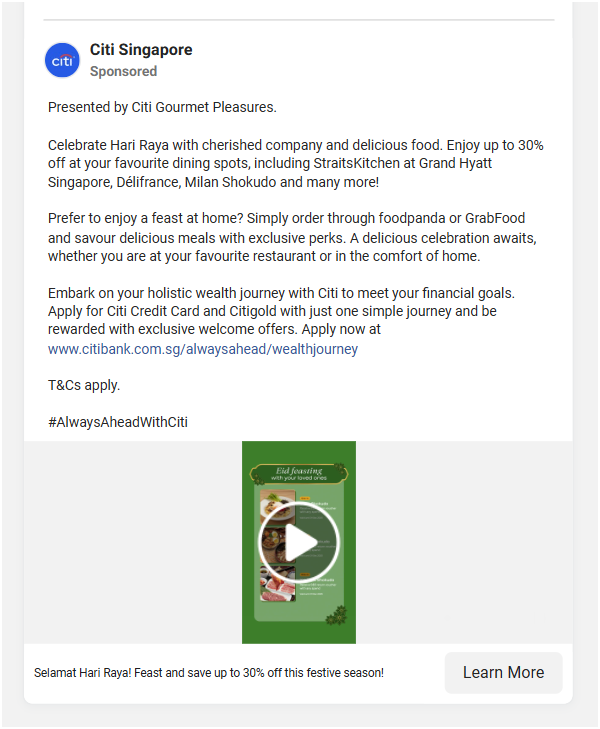 citi
Citi Singapore
Sponsored
Presented by Citi Gourmet Pleasures.
Celebrate Hari Raya with cherished company and delicious food. Enjoy up to 30%
off at your favourite dining spots, including StraitsKitchen at Grand Hyatt
Singapore, Délifrance, Milan Shokudo and many more!
Prefer to enjoy a feast at home? Simply order through foodpanda or GrabFood
and savour delicious meals with exclusive perks. A delicious celebration awaits,
whether you are at your favourite restaurant or in the comfort of home.
Embark on your holistic wealth journey with Citi to meet your financial goals.
Apply for Citi Credit Card and Citigold with just one simple journey and be
rewarded with exclusive welcome offers. Apply now at
www.citibank.com.sg/alwaysahead/wealthjourney
T&Cs apply.
#AlwaysAheadWithCiti
Eid feasting
with your loved ones
Selamat Hari Raya! Feast and save up to 30% off this festive season!
Learn More